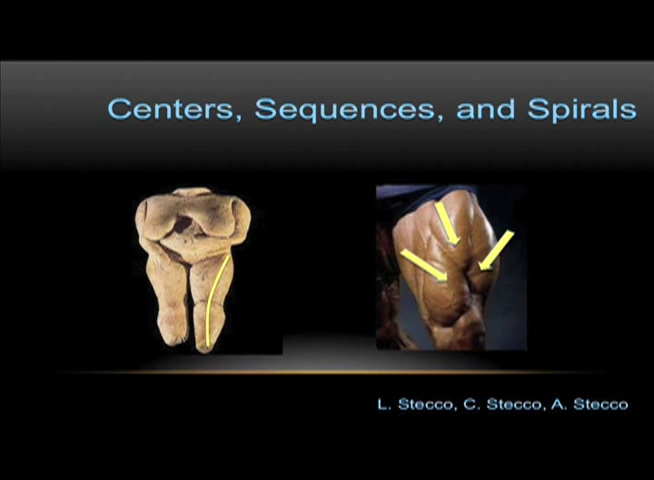 Centers, Sequences, and Spirals
L. Stecco, C. Stecco, A. Stecco